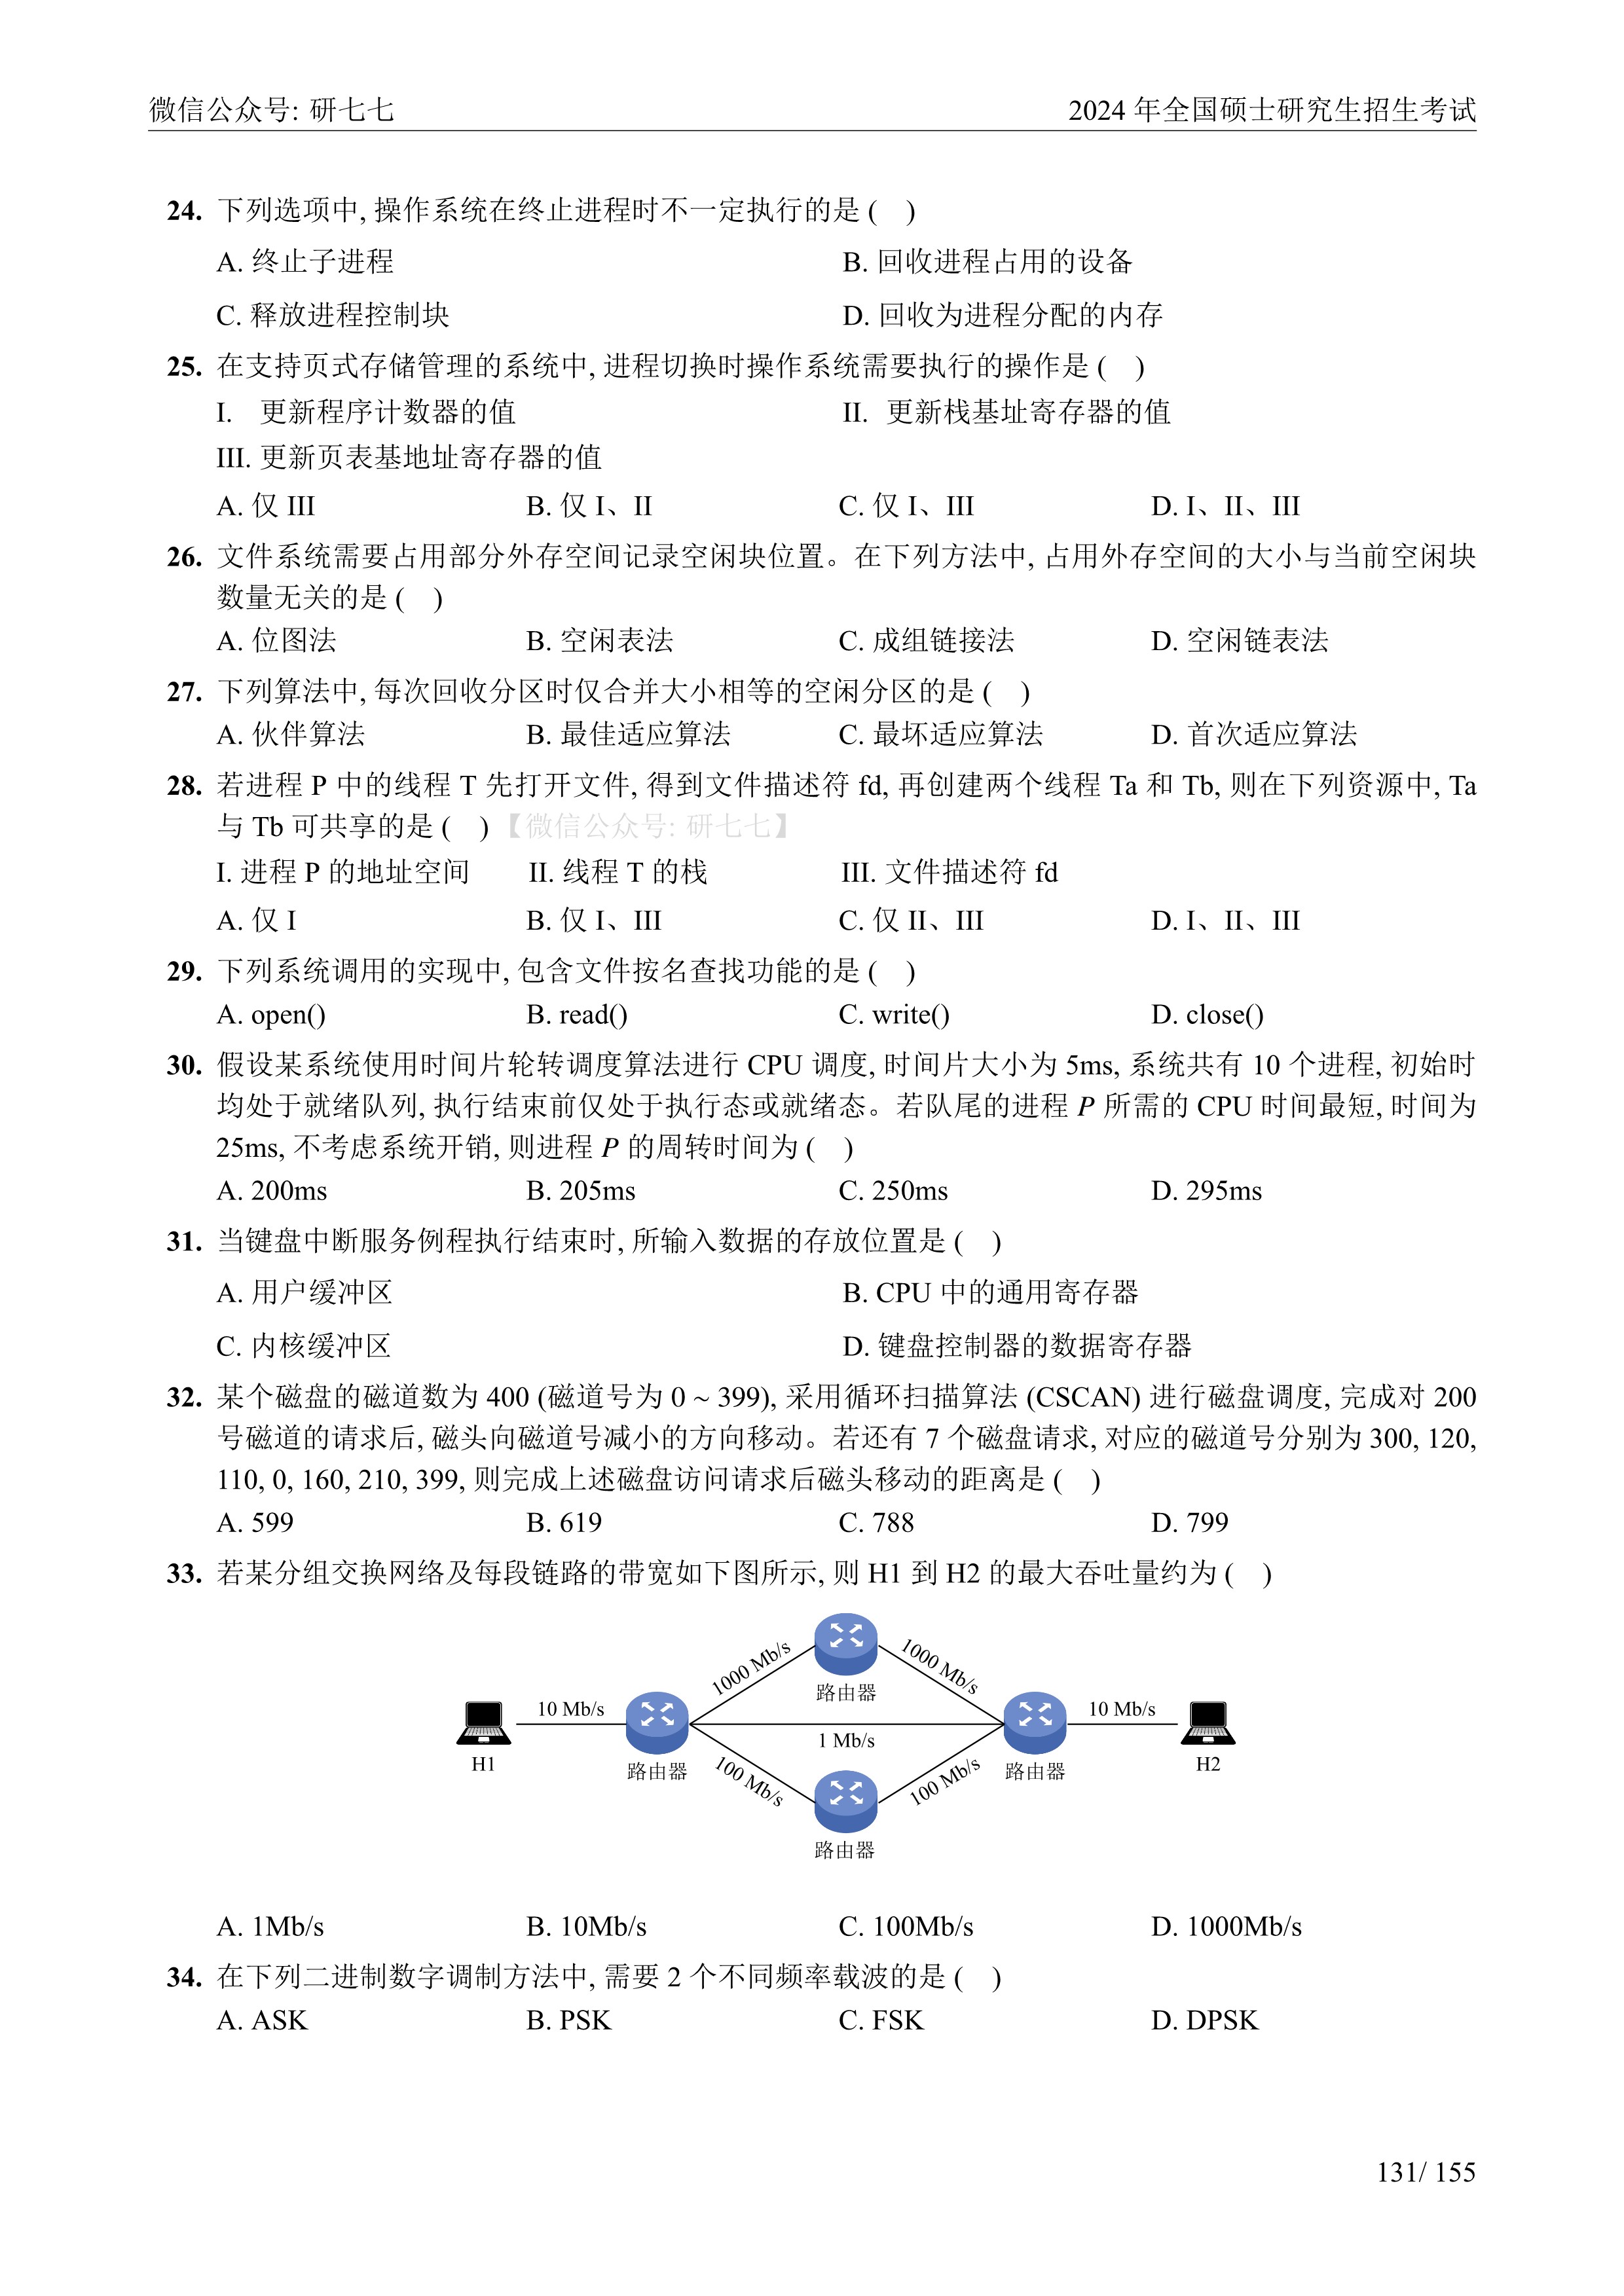 微信公众号: 研七七
2024 年全国硕士研究生招生考试
24. 下列选项中, 操作系统在终止进程时不一定执行的是 ( )
A. 终止子进程 B. 回收进程占用的设备
C. 释放进程控制块 D. 回收为进程分配的内存
25. 在支持页式存储管理的系统中, 进程切换时操作系统需要执行的操作是 ( )
I. 更新程序计数器的值 II. 更新栈基址寄存器的值
III. 更新页表基地址寄存器的值
A. 仅 III B. 仅 I、II C. 仅 I、III D. I、II、III
26. 文件系统需要占用部分外存空间记录空闲块位置。在下列方法中, 占用外存空间的大小与当前空闲块
数量无关的是 ( )
A. 位图法 B. 空闲表法 C. 成组链接法 D. 空闲链表法
27. 下列算法中, 每次回收分区时仅合并大小相等的空闲分区的是 ( )
A. 伙伴算法 B. 最佳适应算法 C. 最坏适应算法 D. 首次适应算法
28. 若进程 P 中的线程 T 先打开文件, 得到文件描述符 fd, 再创建两个线程 Ta 和 Tb, 则在下列资源中, Ta
与 Tb 可共享的是 ( ) 【微信公众号: 研七七】
I. 进程 P 的地址空间 II. 线程 T 的栈 III. 文件描述符 fd
A. 仅 I B. 仅 I、III C. 仅 II、III D. I、II、III
29. 下列系统调用的实现中, 包含文件按名查找功能的是 ( )
A. open() B. read() C. write() D. close()
30. 假设某系统使用时间片轮转调度算法进行 CPU 调度, 时间片大小为 5ms, 系统共有 10 个进程, 初始时
均处于就绪队列, 执行结束前仅处于执行态或就绪态。若队尾的进程 P 所需的 CPU 时间最短, 时间为
25ms, 不考虑系统开销, 则进程 P 的周转时间为 ( )
A. 200ms B. 205ms C. 250ms D. 295ms
31. 当键盘中断服务例程执行结束时, 所输入数据的存放位置是 ( )
A. 用户缓冲区 B. CPU 中的通用寄存器
C. 内核缓冲区 D. 键盘控制器的数据寄存器
32. 某个磁盘的磁道数为 400 (磁道号为 0 ~ 399), 采用循环扫描算法 (CSCAN) 进行磁盘调度, 完成对 200
号磁道的请求后, 磁头向磁道号减小的方向移动。若还有 7 个磁盘请求, 对应的磁道号分别为 300, 120,
110, 0, 160, 210, 399, 则完成上述磁盘访问请求后磁头移动的距离是 ( )
A. 599 B. 619 C. 788 D. 799
33. 若某分组交换网络及每段链路的带宽如下图所示, 则 H1 到 H2 的最大吞吐量约为 ( )
1000 Mb/s 1000 Mb/s
路由器
10 Mb/s 10 Mb/s
1 Mb/s
H1 路由器 路由器 H2
100 Mb/s 100 Mb/s
路由器
A. 1Mb/s B. 10Mb/s C. 100Mb/s D. 1000Mb/s
34. 在下列二进制数字调制方法中, 需要 2 个不同频率载波的是 ( )
A. ASK B. PSK C. FSK D. DPSK
131/ 155